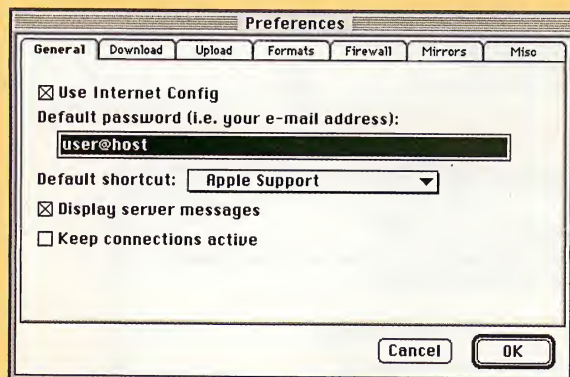 Preferences
General Download Upload Formats Firewall Mirrors Misc
Use Internet Config
Default password (i.e. your e-mail address):
user@host
Default shortcut: Apple Support
Display server messages
Keep connections active
Cancel OK